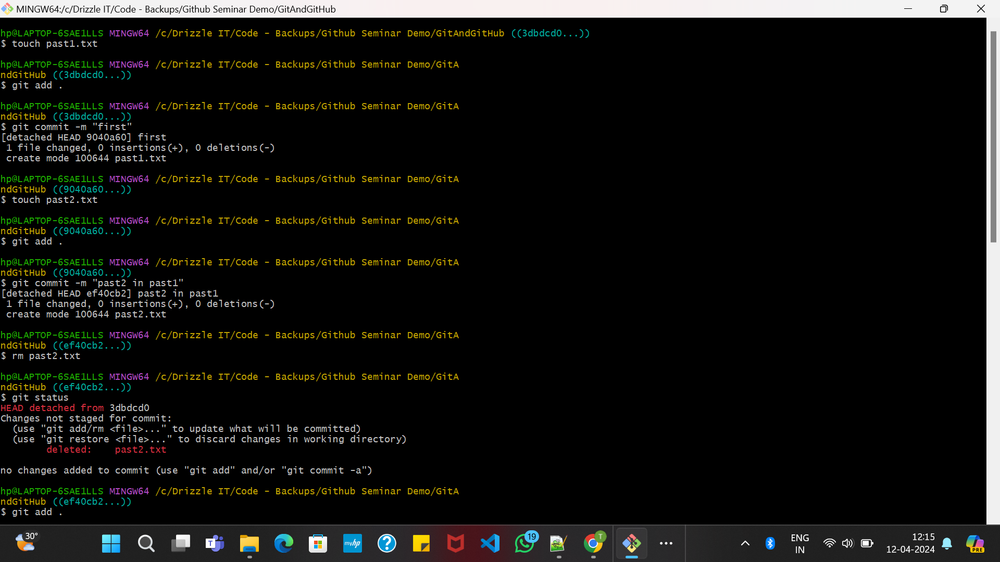 MINGW64:/c/Drizzle IT/Code - Backups/Github Seminar Demo/GitAndGitHub
hp@LAPTOP-6SAE1LLS MINGW64 /c/Drizzle IT/Code - Backups/Github Seminar Demo/GitAndGitHub ((3dbdcd0...))
$ touch past1.txt
hp@LAPTOP-6SAE1LLS MINGW64 /c/Drizzle IT/Code - Backups/Github Seminar Demo/GitA
ndGitHub ((3dbdcd0...))
$ git add .
hp@LAPTOP-6SAE1LLS MINGW64 /c/Drizzle IT/Code - Backups/Github Seminar Demo/GitA
ndGitHub ((3dbdcd0...))
$ git commit -m "first"
[detached HEAD 9040a60] first
 1 file changed, 0 insertions(+), 0 deletions(-)
 create mode 100644 past1.txt
hp@LAPTOP-6SAE1LLS MINGW64 /c/Drizzle IT/Code - Backups/Github Seminar Demo/GitA
ndGitHub ((9040a60...))
$ touch past2.txt
hp@LAPTOP-6SAE1LLS MINGW64 /c/Drizzle IT/Code - Backups/Github Seminar Demo/GitA
ndGitHub ((9040a60...))
$ git add .
hp@LAPTOP-6SAE1LLS MINGW64 /c/Drizzle IT/Code - Backups/Github Seminar Demo/GitA
ndGitHub ((9040a60...))
$ git commit -m "past2 in past1"
[detached HEAD ef40cb2] past2 in past1
 1 file changed, 0 insertions(+), 0 deletions(-)
 create mode 100644 past2.txt
hp@LAPTOP-6SAE1LLS MINGW64 /c/Drizzle IT/Code - Backups/Github Seminar Demo/GitA
ndGitHub ((ef40cb2...))
$ rm past2.txt
hp@LAPTOP-6SAE1LLS MINGW64 /c/Drizzle IT/Code - Backups/Github Seminar Demo/GitA
ndGitHub ((ef40cb2...))
$ git status
HEAD detached from 3dbdcd0
Changes not staged for commit:
  (use "git add/rm <file>..." to update what will be committed)
  (use "git restore <file>..." to discard changes in working directory)
        deleted:    past2.txt
no changes added to commit (use "git add" and/or "git commit -a")
hp@LAPTOP-6SAE1LLS MINGW64 /c/Drizzle IT/Code - Backups/Github Seminar Demo/GitA
ndGitHub ((ef40cb2...))
$ git add .
30°
T
myhp
?
19
T
ENG
IN
12:15
12-04-2024
PRE